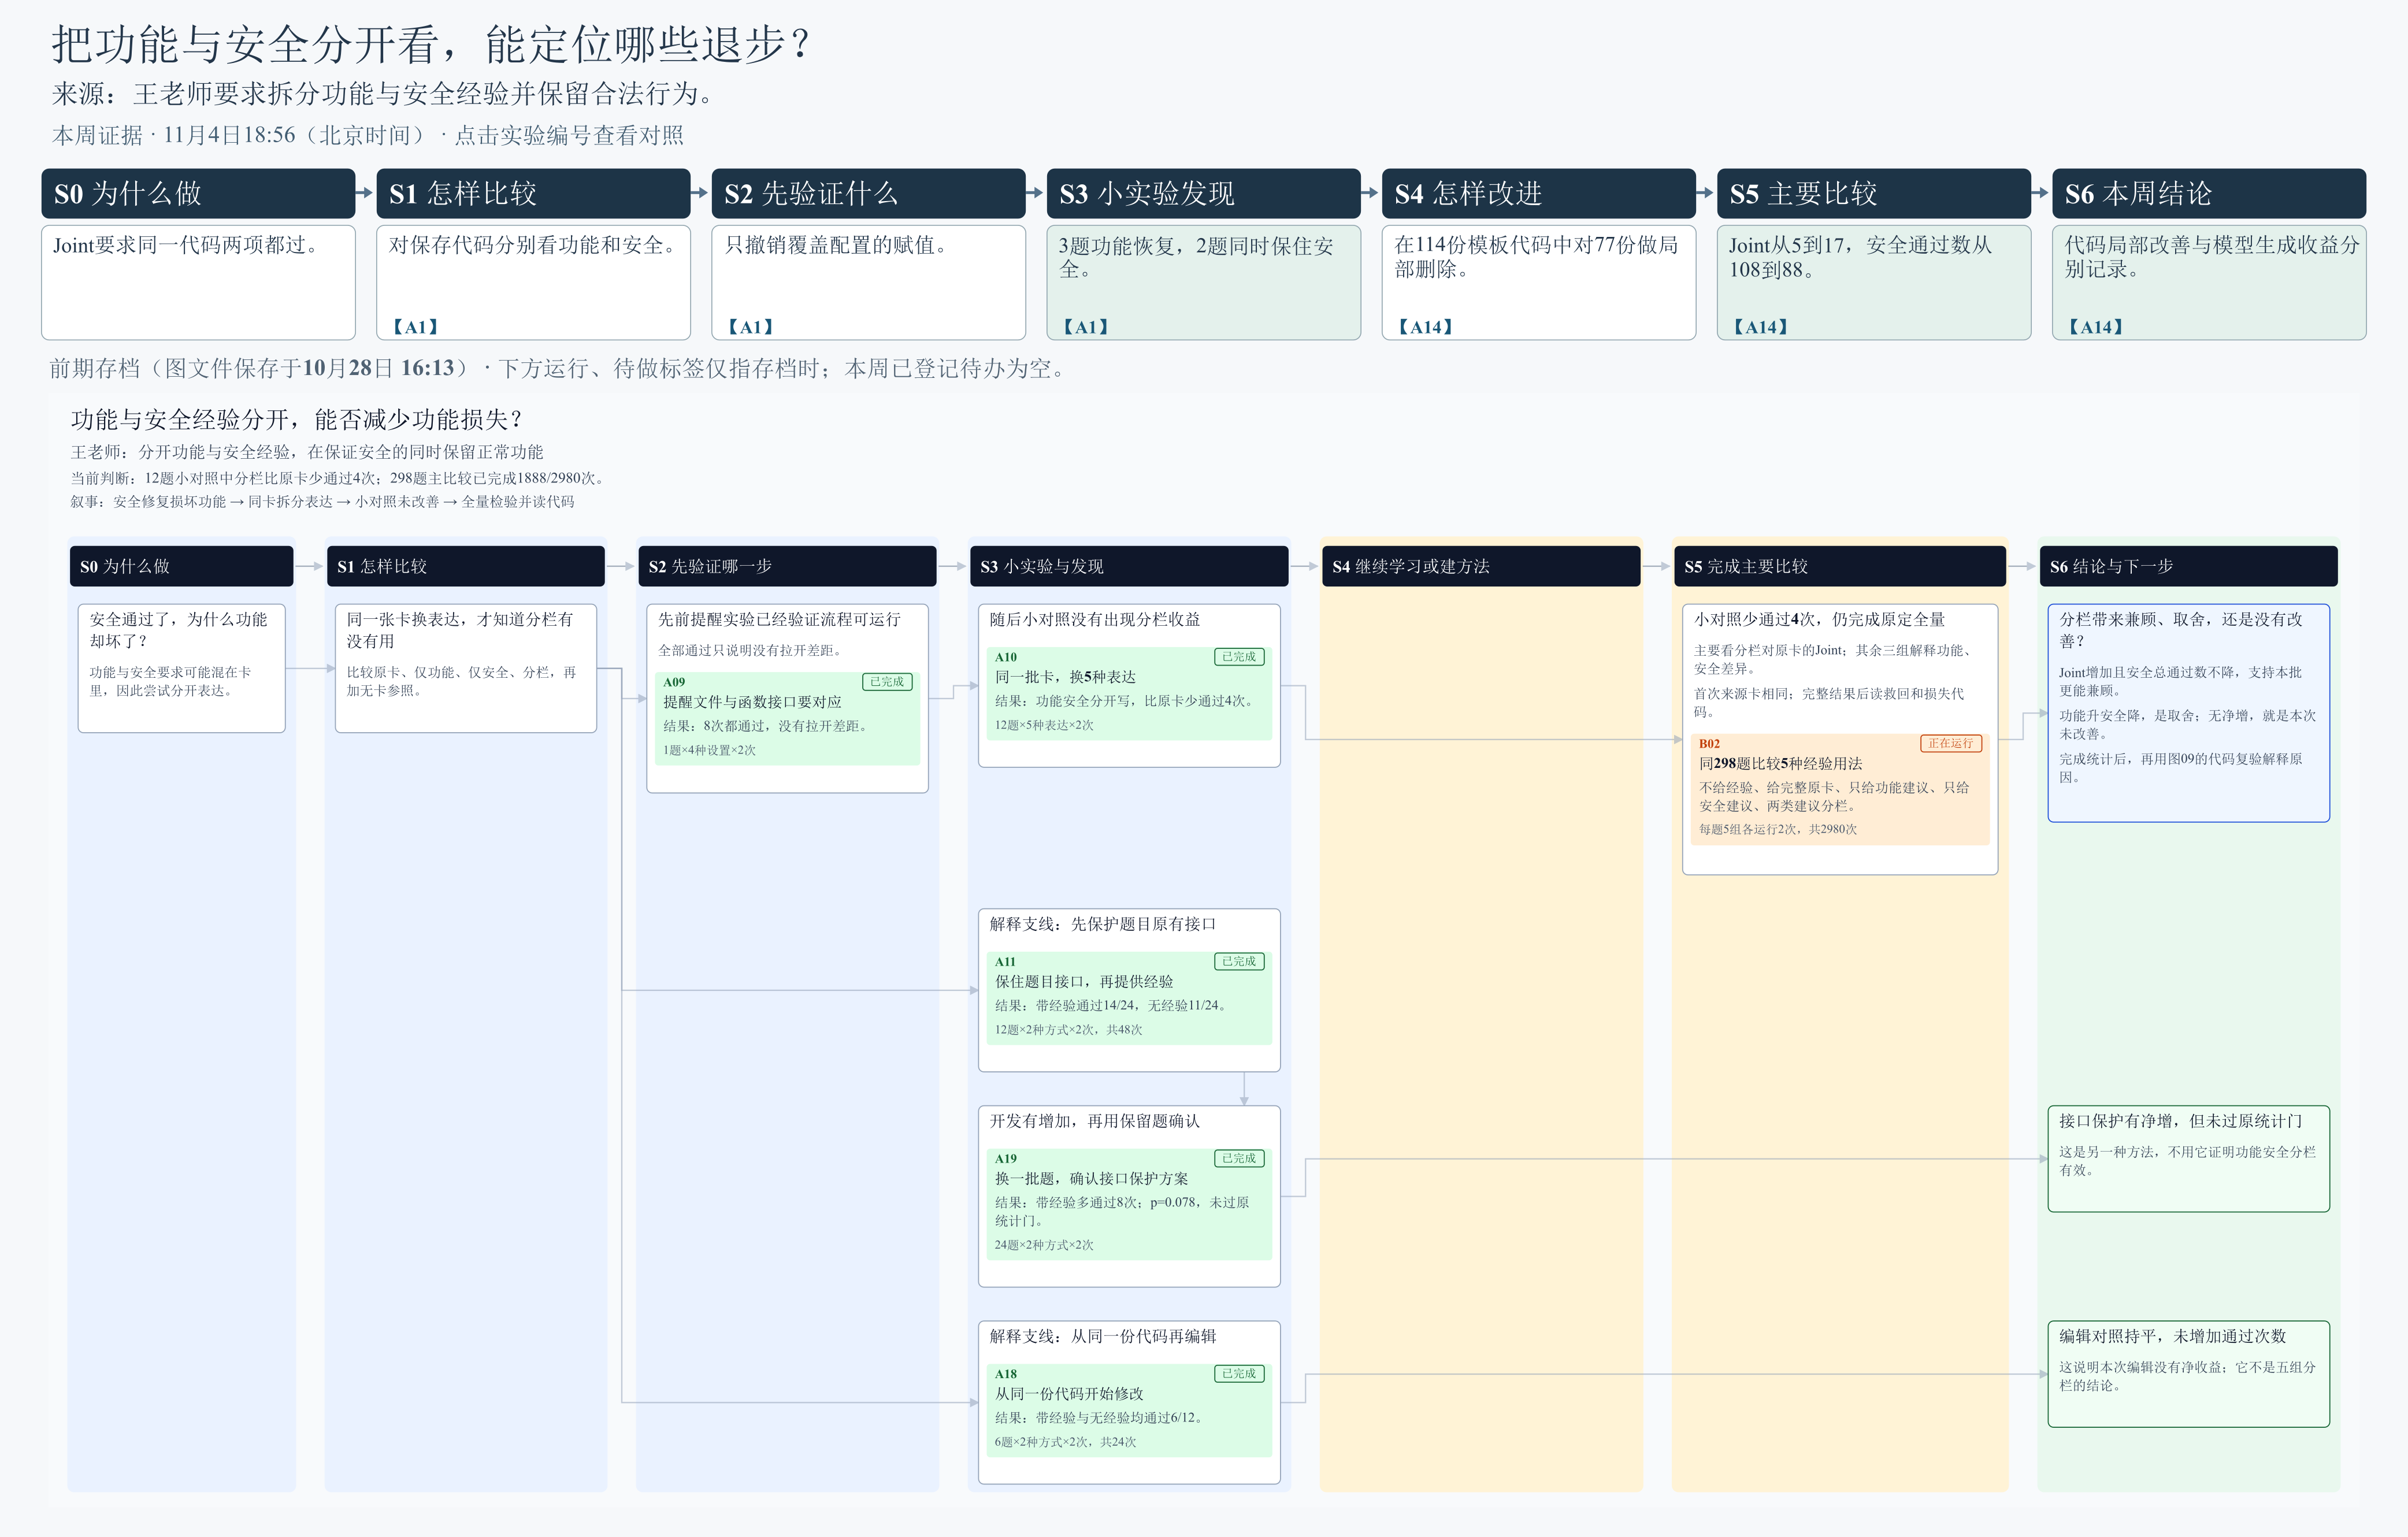 把功能与安全分开看，能定位哪些退步？
来源：王老师要求拆分功能与安全经验并保留合法行为。
本周证据 · 11月4日18:56（北京时间） · 点击实验编号查看对照
S0 为什么做
Joint要求同一代码两项都过。
S1 怎样比较
对保存代码分别看功能和安全。
【A1】
S2 先验证什么
只撤销覆盖配置的赋值。
【A1】
S3 小实验发现
3题功能恢复，2题同时保住安
全。
【A1】
S4 怎样改进
在114份模板代码中对77份做局
部删除。
【A14】
S5 主要比较
Joint从5到17，安全通过数从
108到88。
【A14】
S6 本周结论
代码局部改善与模型生成收益分
别记录。
【A14】
前期存档（图文件保存于10月28日 16:13） · 下方运行、待做标签仅指存档时；本周已登记待办为空。
功能与安全经验分开，能否减少功能损失？
王老师：分开功能与安全经验，在保证安全的同时保留正常功能
当前判断：12题小对照中分栏比原卡少通过4次；298题主比较已完成1888/2980次。
叙事：安全修复损坏功能 → 同卡拆分表达 → 小对照未改善 → 全量检验并读代码
S0 为什么做
安全通过了，为什么功能
却坏了？
功能与安全要求可能混在卡
里，因此尝试分开表达。
S1 怎样比较
同一张卡换表达，才知道分栏有
没有用
比较原卡、仅功能、仅安全、分栏，再
加无卡参照。
S2 先验证哪一步
先前提醒实验已经验证流程可运行
全部通过只说明没有拉开差距。
A09
已完成
提醒文件与函数接口要对应
结果：8次都通过，没有拉开差距。
1题×4种设置×2次
S3 小实验与发现
随后小对照没有出现分栏收益
A10
已完成
同一批卡，换5种表达
结果：功能安全分开写，比原卡少通过4次。
12题×5种表达×2次
解释支线：先保护题目原有接口
A11
已完成
保住题目接口，再提供经验
结果：带经验通过14/24，无经验11/24。
12题×2种方式×2次，共48次
开发有增加，再用保留题确认
A19
已完成
换一批题，确认接口保护方案
结果：带经验多通过8次；p=0.078，未过原
统计门。
24题×2种方式×2次
解释支线：从同一份代码再编辑
A18
已完成
从同一份代码开始修改
结果：带经验与无经验均通过6/12。
6题×2种方式×2次，共24次
S4 继续学习或建方法
S5 完成主要比较
小对照少通过4次，仍完成原定全量
主要看分栏对原卡的Joint；其余三组解释功能、
安全差异。
首次来源卡相同；完整结果后读救回和损失代
码。
B02
正在运行
同298题比较5种经验用法
不给经验、给完整原卡、只给功能建议、只给
安全建议、两类建议分栏。
每题5组各运行2次，共2980次
S6 结论与下一步
分栏带来兼顾、取舍，还是没有改
善？
Joint增加且安全总通过数不降，支持本批
更能兼顾。
功能升安全降，是取舍；无净增，就是本次
未改善。
完成统计后，再用图09的代码复验解释原
因。
接口保护有净增，但未过原统计门
这是另一种方法，不用它证明功能安全分栏
有效。
编辑对照持平，未增加通过次数
这说明本次编辑没有净收益；它不是五组分
栏的结论。